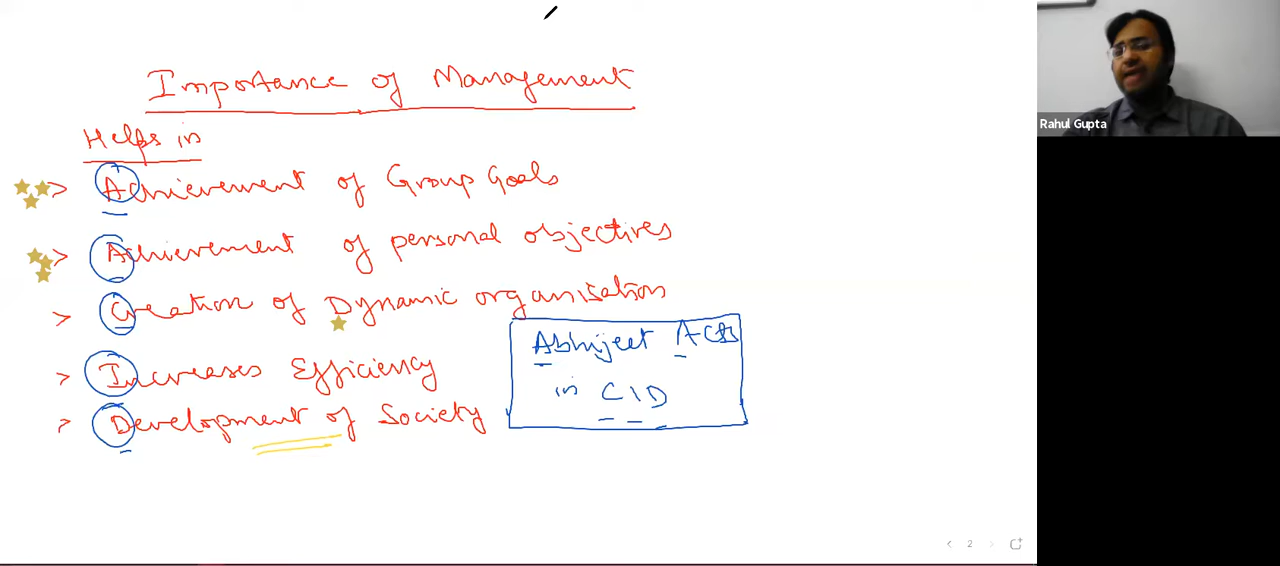 Importance of Management
Helps in
> Achievement of Group Goals
> Achievement of personal objectives
> Creation of Dynamic organisation
> Increases Efficiency
> Development of Society
Abhijeet Acts
in CID
Rahul Gupta
2